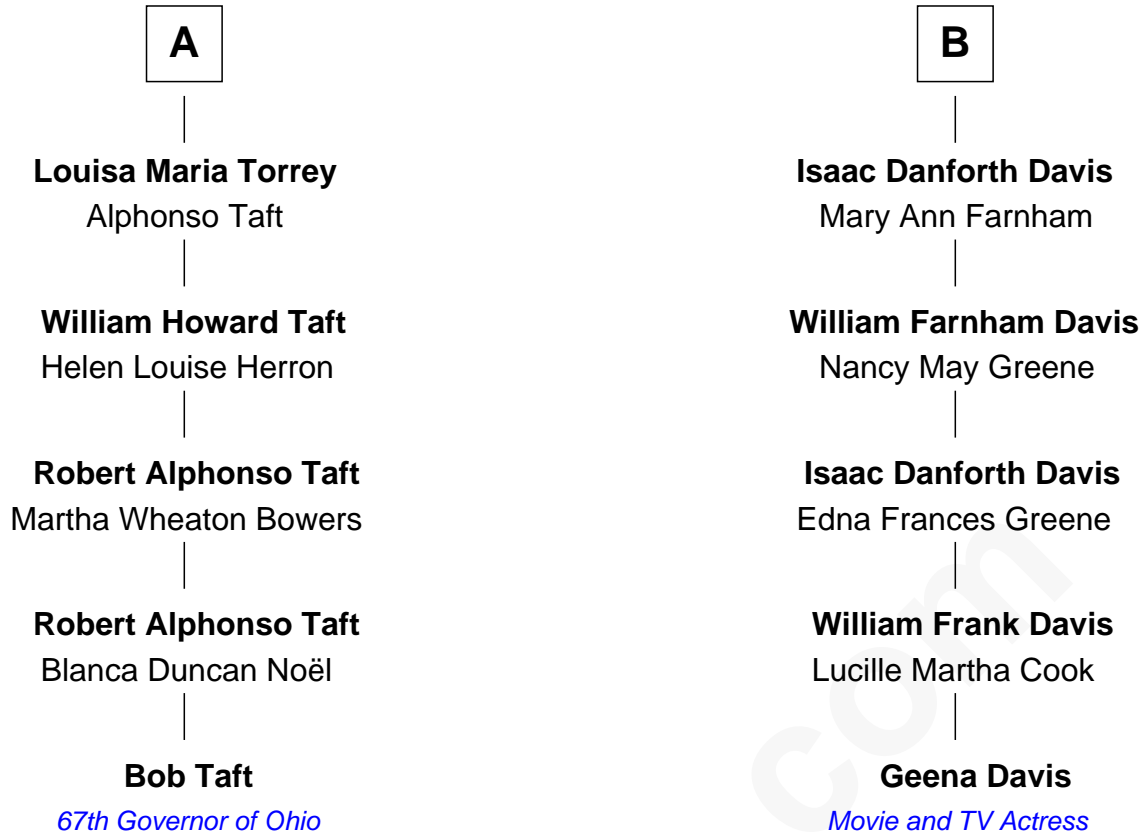 A
Louisa Maria Torrey
Alphonso Taft
William Howard Taft
Helen Louise Herron
Robert Alphonso Taft
Martha Wheaton Bowers
Robert Alphonso Taft
Blanca Duncan Noël
Bob Taft
67th Governor of Ohio
B
Isaac Danforth Davis
Mary Ann Farnham
William Farnham Davis
Nancy May Greene
Isaac Danforth Davis
Edna Frances Greene
William Frank Davis
Lucille Martha Cook
Geena Davis
Movie and TV Actress
com